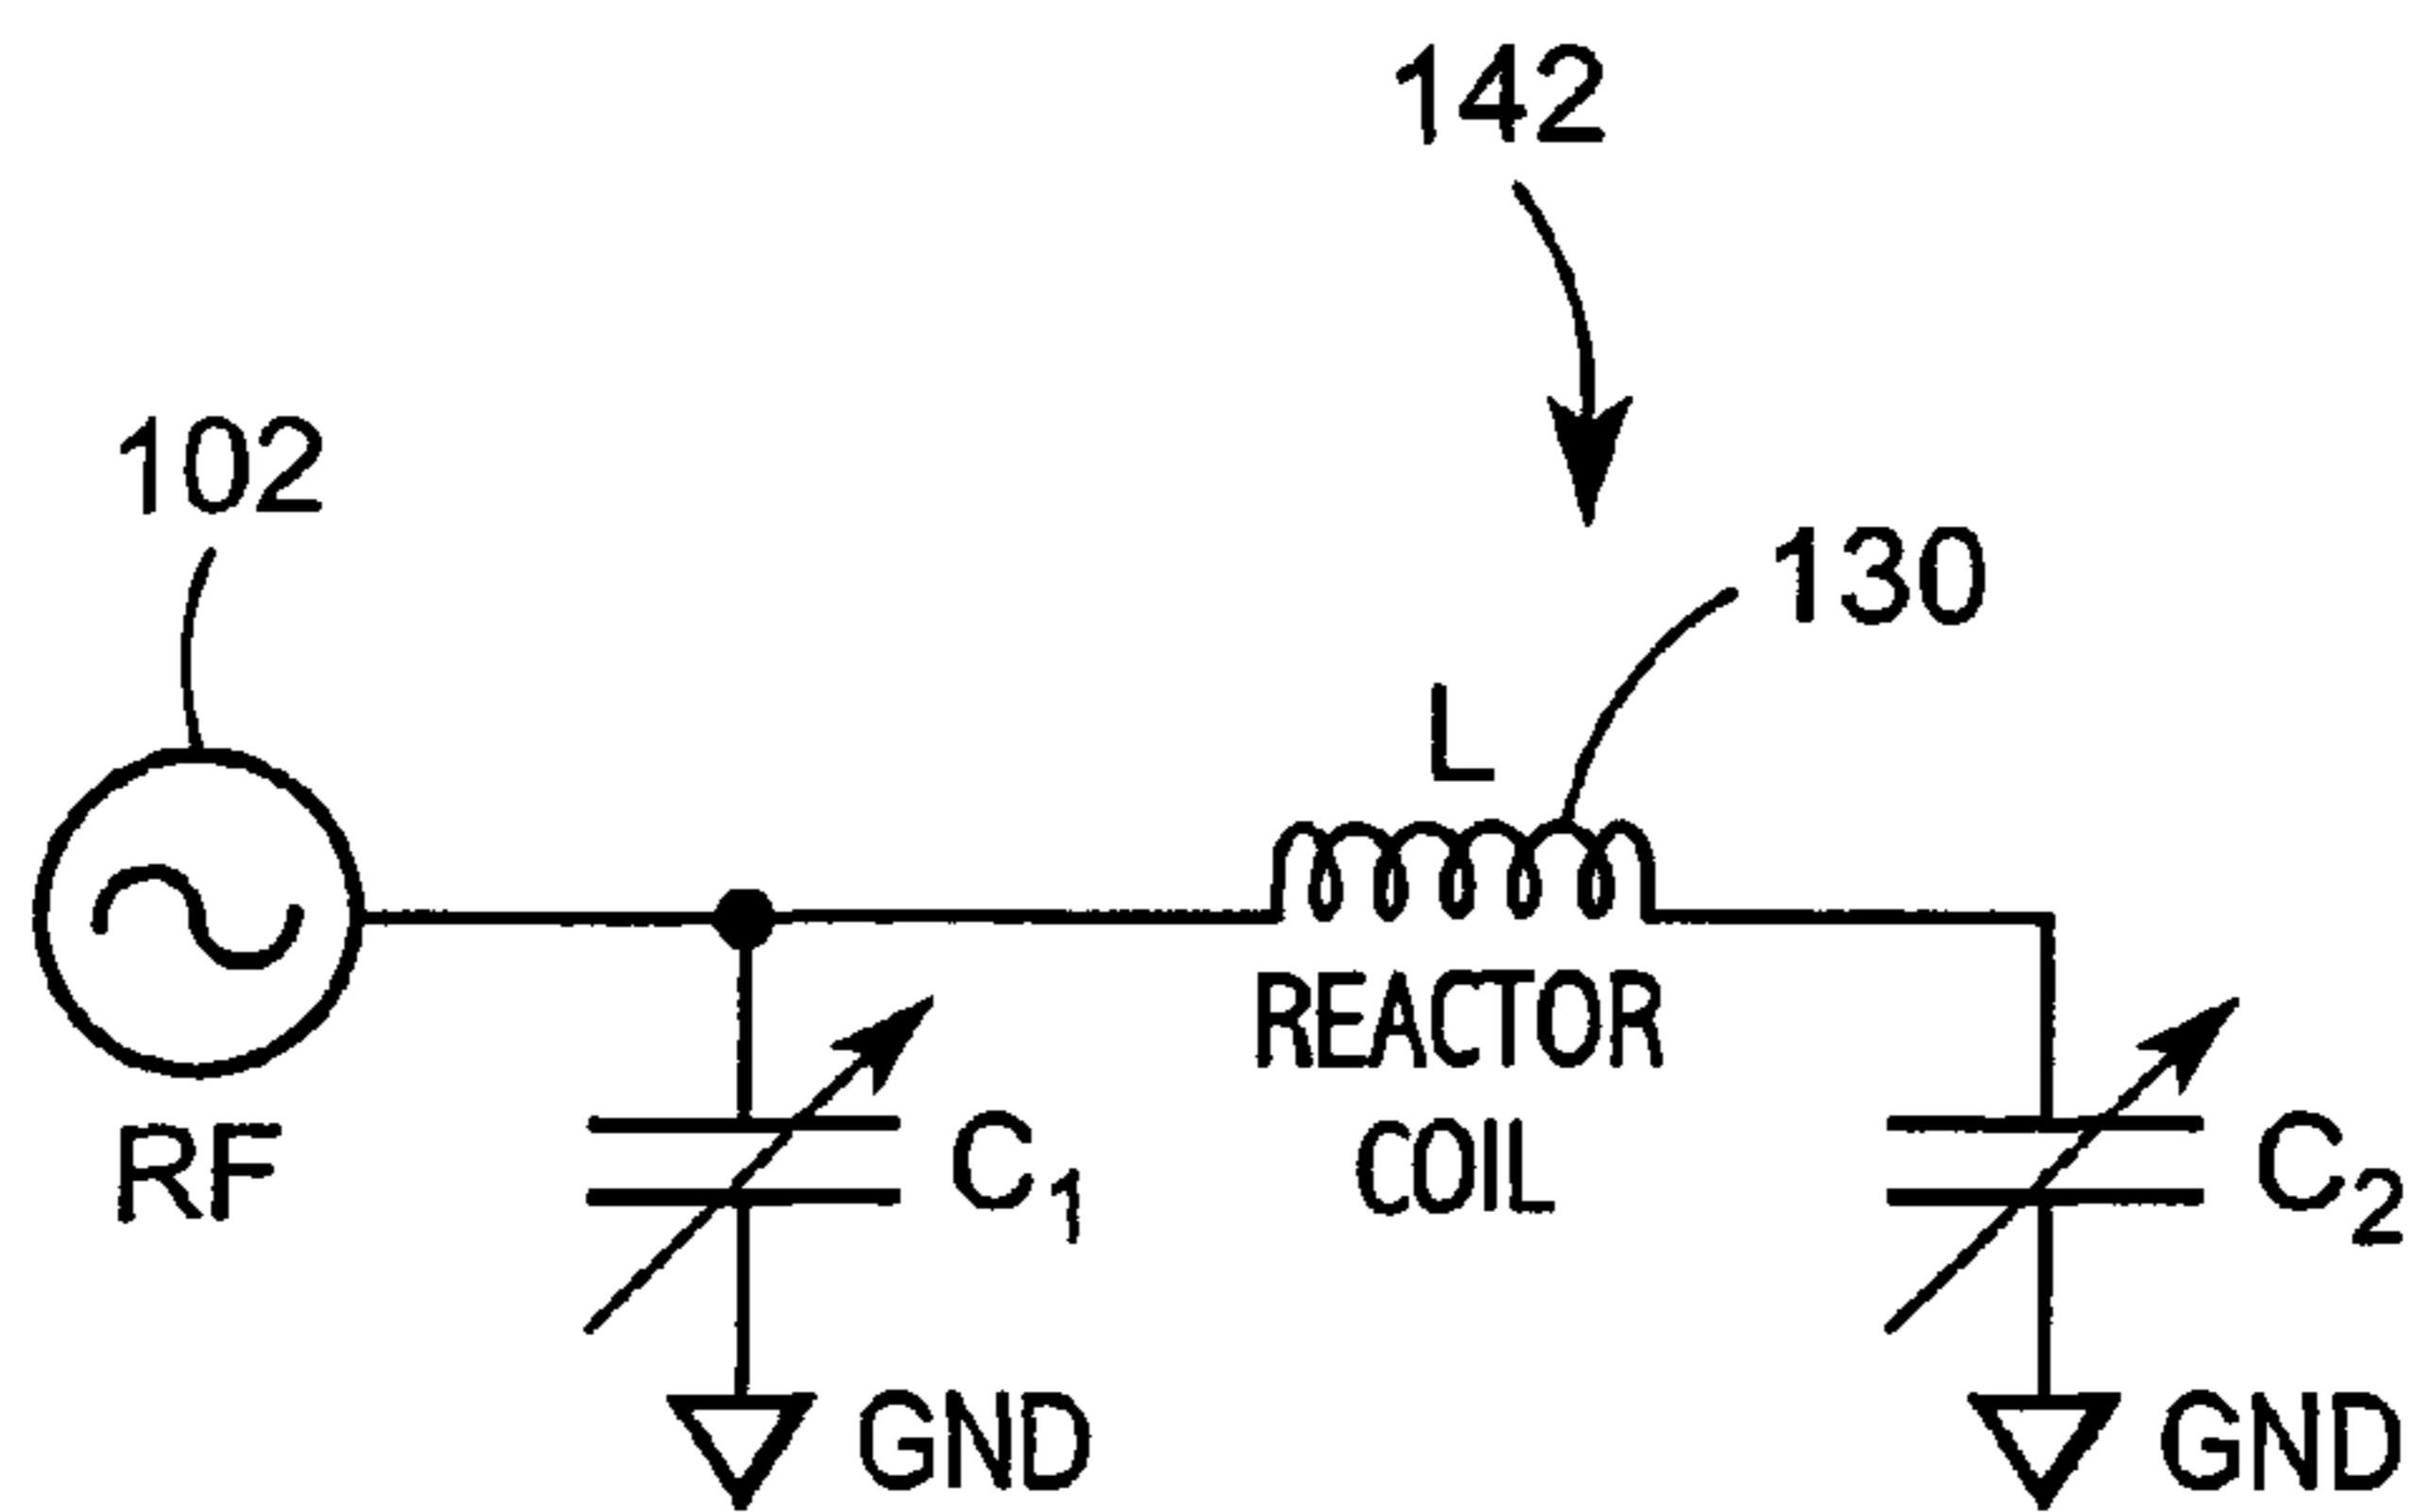 142
102
130
L
REACTOR
COIL
RF
C1
C2
GND
GND